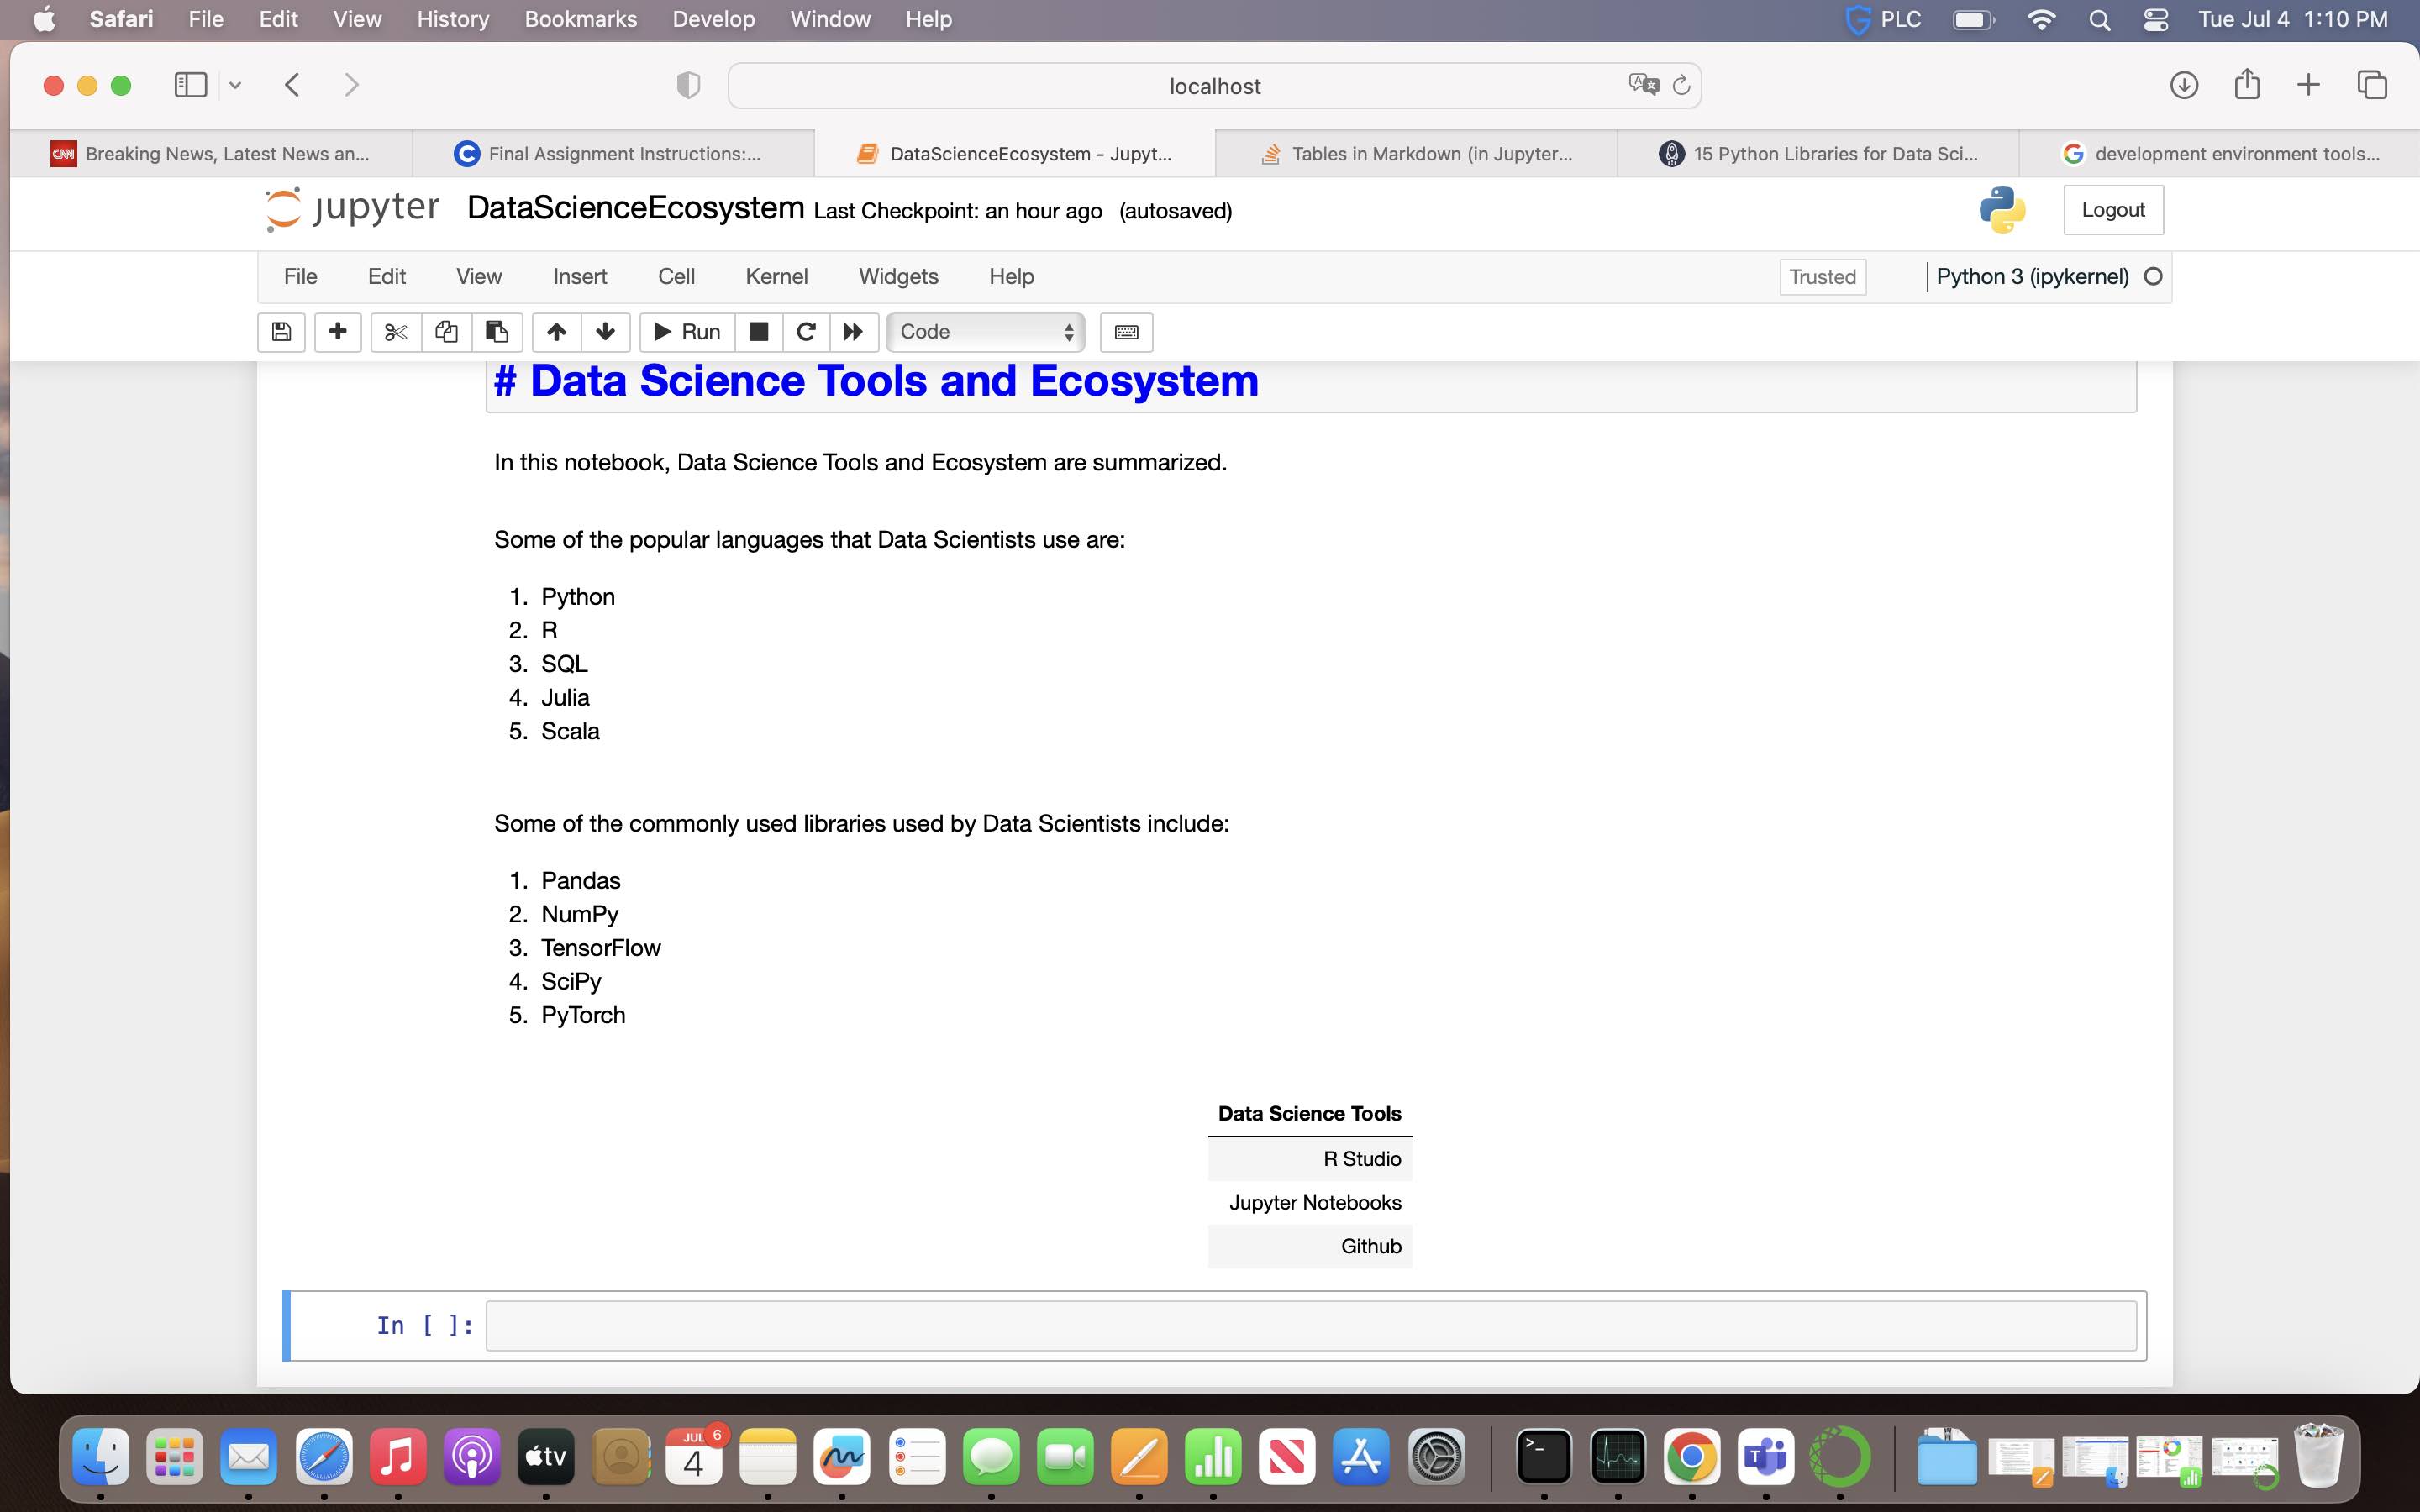 Safari File Edit View History Bookmarks Develop Window Help PLC Tue Jul 4 1:10 PM
localhost
CNN Breaking News, Latest News an... Final Assignment Instructions:... DataScienceEcosystem - Jupyt... Tables in Markdown (in Jupyter... 15 Python Libraries for Data Sci... development environment tools...
jupyter DataScienceEcosystem Last Checkpoint: an hour ago (autosaved) Logout
File Edit View Insert Cell Kernel Widgets Help Trusted Python 3 (ipykernel)
Run Code
# Data Science Tools and Ecosystem
In this notebook, Data Science Tools and Ecosystem are summarized.
Some of the popular languages that Data Scientists use are:
1. Python
2. R
3. SQL
4. Julia
5. Scala
Some of the commonly used libraries used by Data Scientists include:
1. Pandas
2. NumPy
3. TensorFlow
4. SciPy
5. PyTorch
Data Science Tools
R Studio
Jupyter Notebooks
Github
In [ ]:
tv JUL 4 6